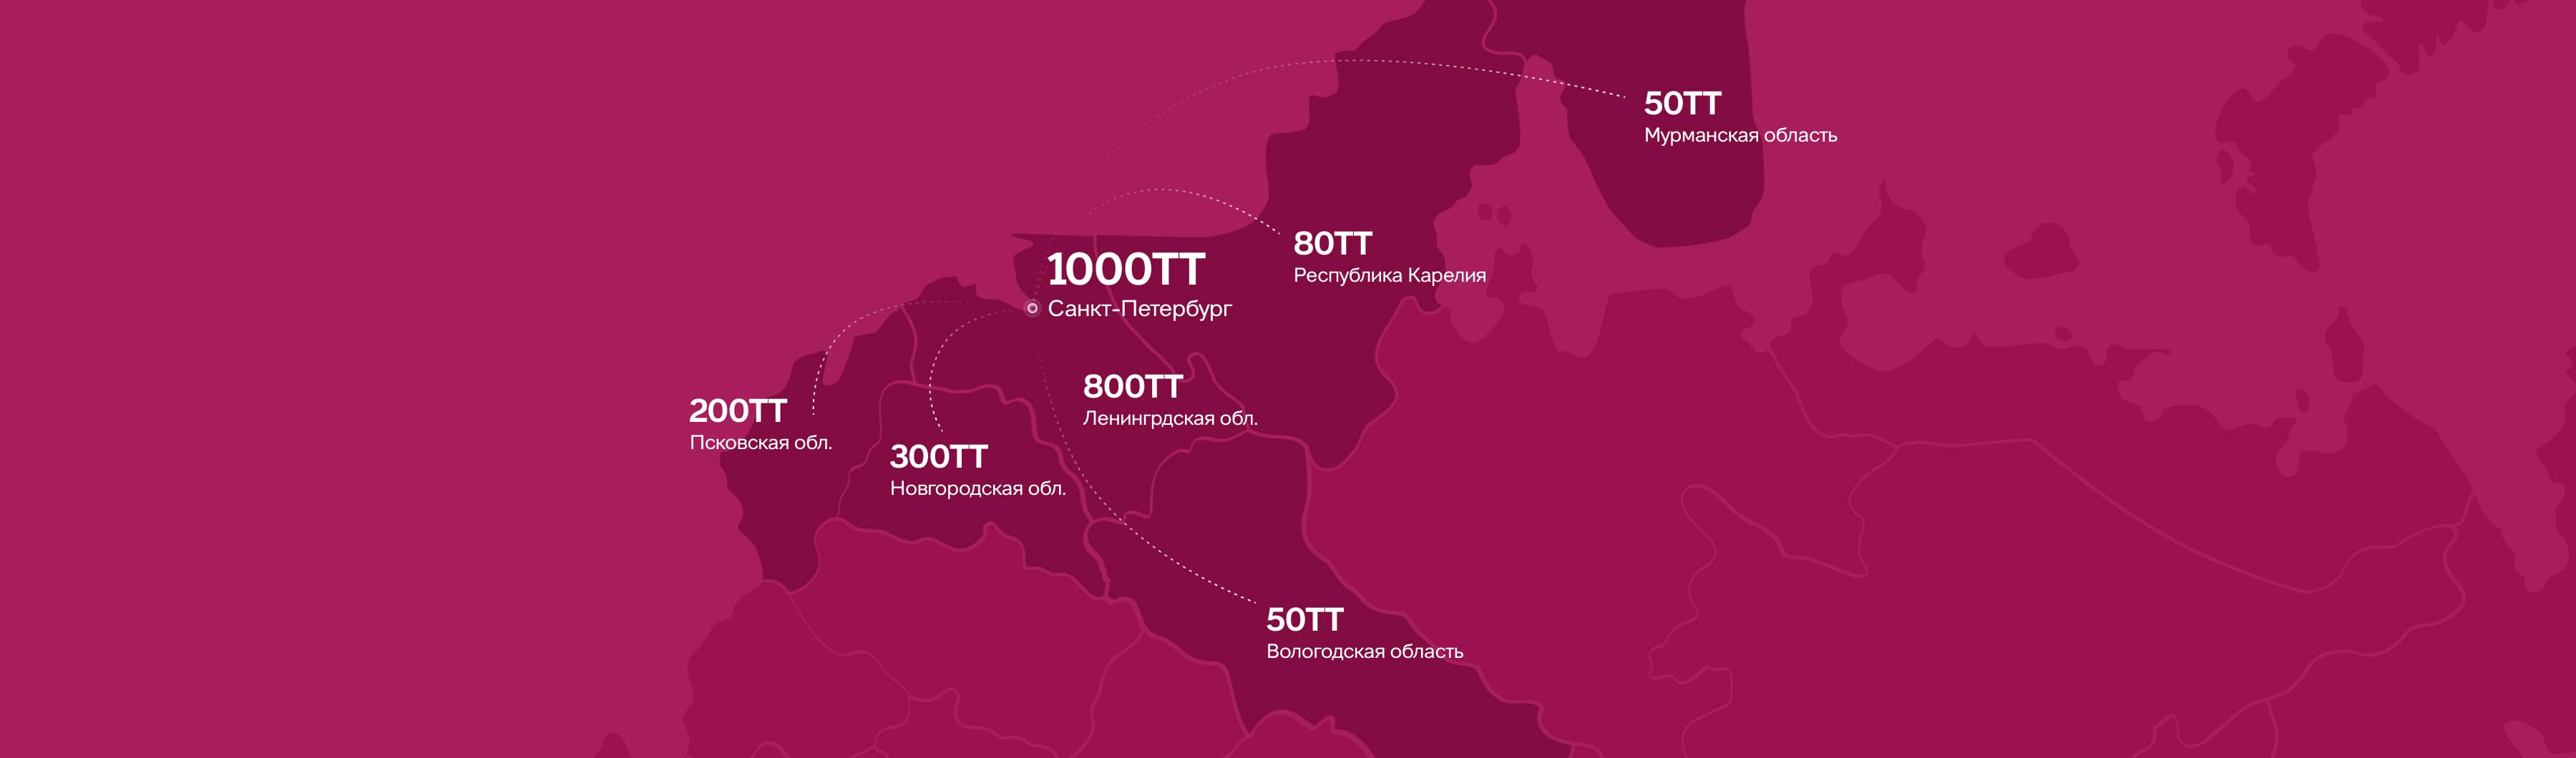 50ТТ
Мурманская область
80ТТ
Республика Карелия
1000ТТ
Санкт-Петербург
800ТТ
Ленингрдская обл.
200ТТ
Псковская обл.
300ТТ
Новгородская обл.
50ТТ
Вологодская область